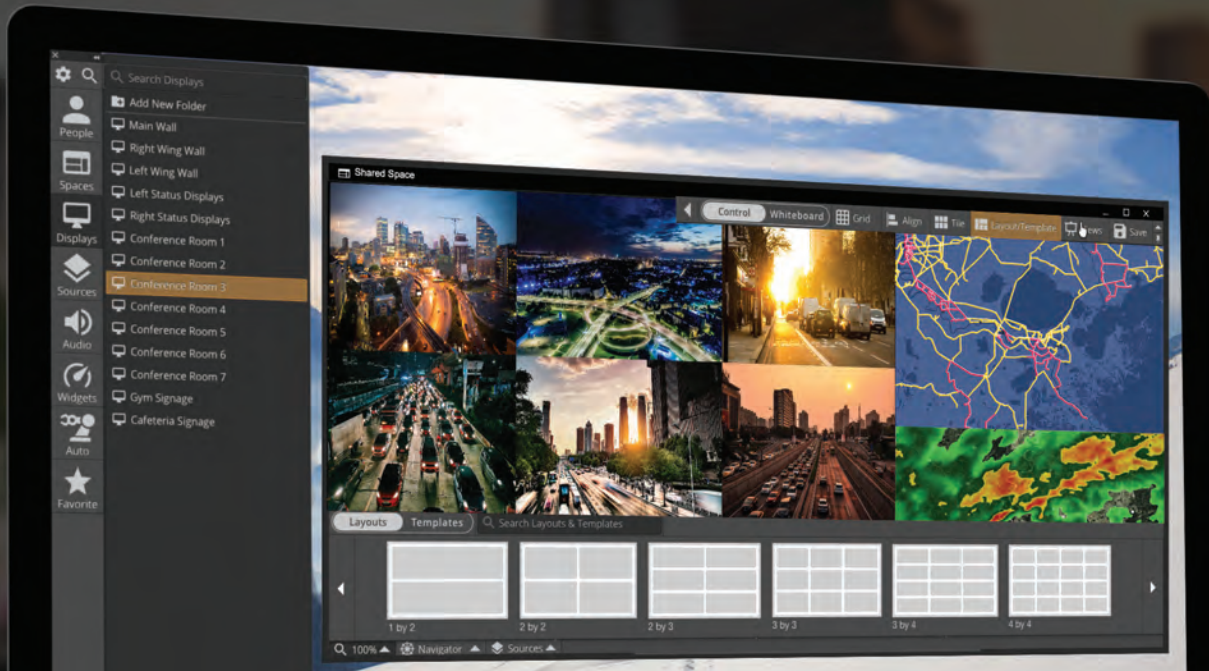 Search Displays
Add New Folder
Main Wall
Right Wing Wall
Left Wing Wall
Left Status Displays
Right Status Displays
Conference Room 1
Conference Room 2
Conference Room 3
Conference Room 4
Conference Room 5
Conference Room 6
Conference Room 7
Gym Signage
Cafeteria Signage
People
Spaces
Displays
Sources
Audio
Widgets
Auto
Favorite
Shared Space
Control Whiteboard Grid Align Tile Layout/Template Save
Layouts Templates Search Layouts & Templates
1 by 2 2 by 2 2 by 3 3 by 3 3 by 4 4 by 4
100% Navigator Sources